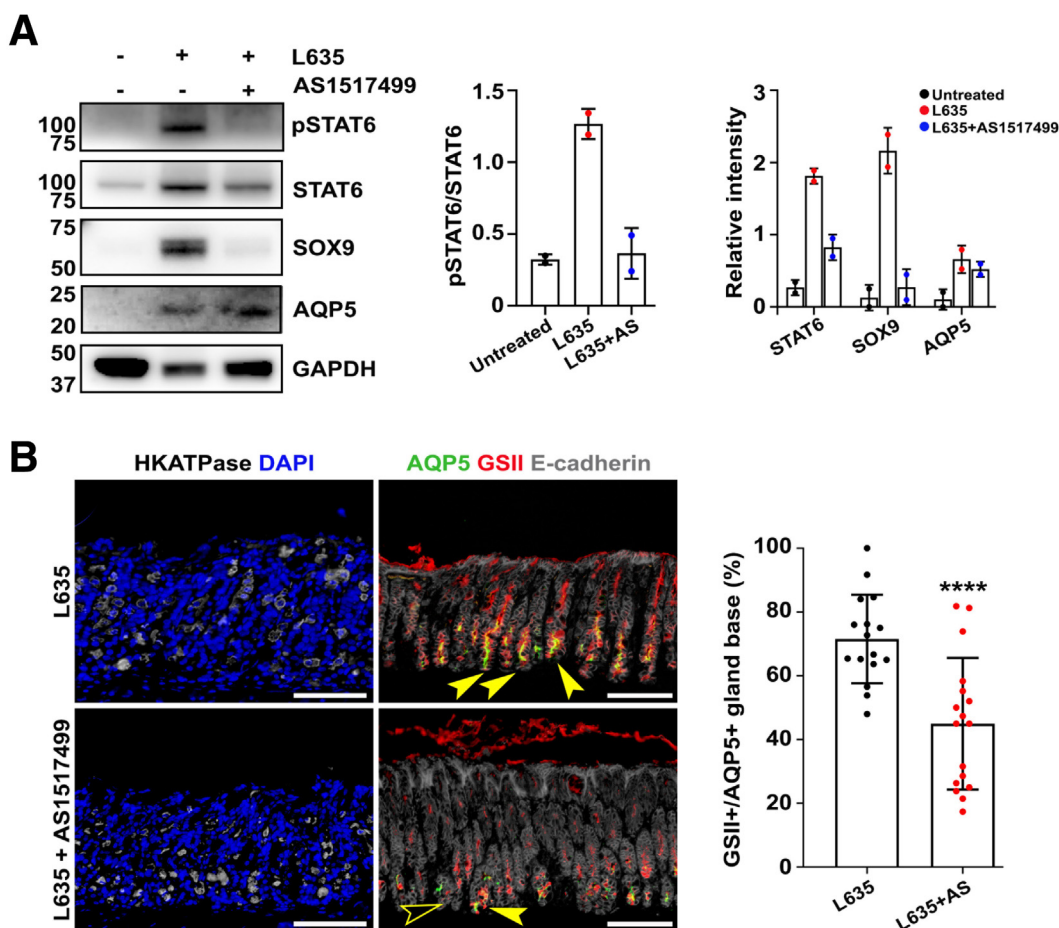 A
- + + L635
- - + AS1517499
100
75
pSTAT6
100
75
STAT6
75
50
SOX9
25
20
AQP5
50
37
GAPDH
pSTAT6/STAT6
1.5
1.0
0.5
0.0
Untreated
L635
L635+AS
Relative intensity
3
2
1
0
STAT6
SOX9
AQP5
Untreated
L635
L635+AS1517499
B
HKATPase DAPI
AQP5 GSII E-cadherin
L635
L635 + AS1517499
GSII+/AQP5+ gland base (%)
100
80
60
40
20
0
****
L635
L635+AS